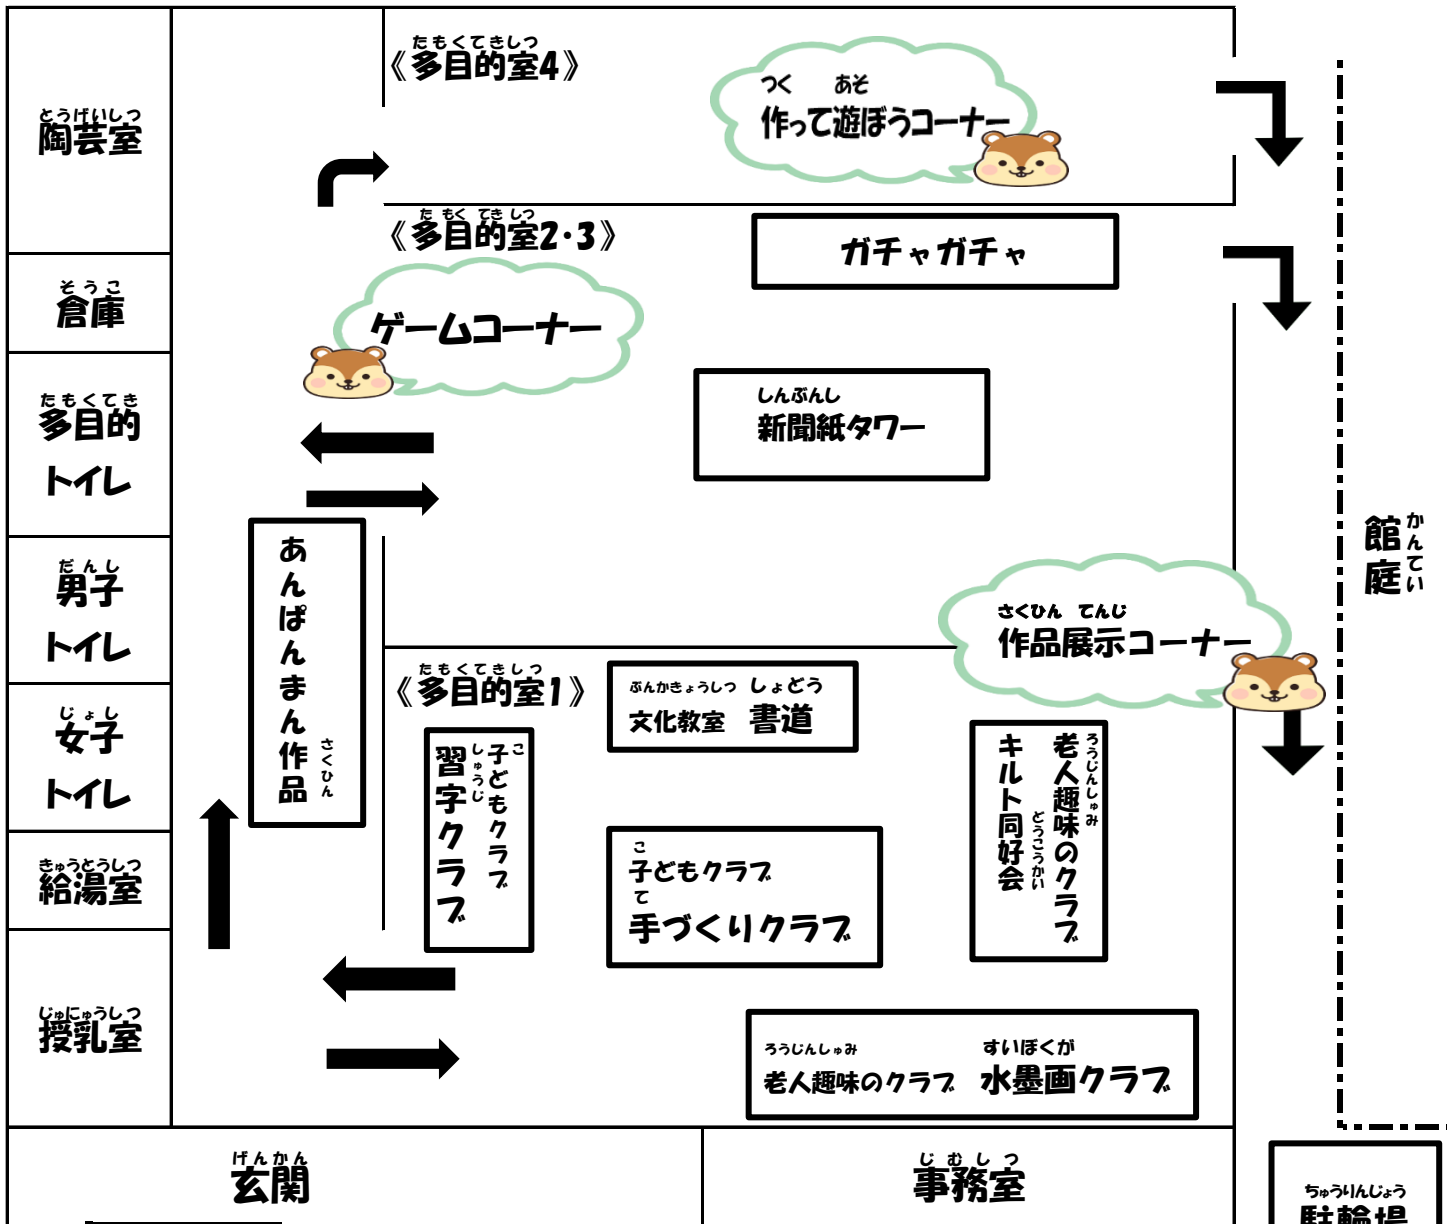 とうげいしつ
陶芸室
そうこ
倉庫
たもくてき
多目的
トイレ
だんし
男子
トイレ
じょし
女子
トイレ
きゅうとうしつ
給湯室
じゅにゅうしつ
授乳室
たもくてきしつ
《多目的室4》
つく あそ
作って遊ぼうコーナー
たもくてきしつ
《多目的室2・3》
ガチャガチャ
ゲームコーナー
しんぶんし
新聞紙タワー
あんぱんまん作品
さくひん
さくひん てんじ
作品展示コーナー
たもくてきしつ
《多目的室1》
ぶんかきょうしつ しょどう
文化教室 書道
こ
子どもクラブ
しゅうじ
習字クラブ
こ
子どもクラブ
て
手づくりクラブ
ろうじんしゅみ
老人趣味のクラブ
どうこうかい
キルト同好会
ろうじんしゅみ すいぼくが
老人趣味のクラブ 水墨画クラブ
かんてい
館庭
げんかん
玄関
じむしつ
事務室
ちゅうりんじょう
駐輪場